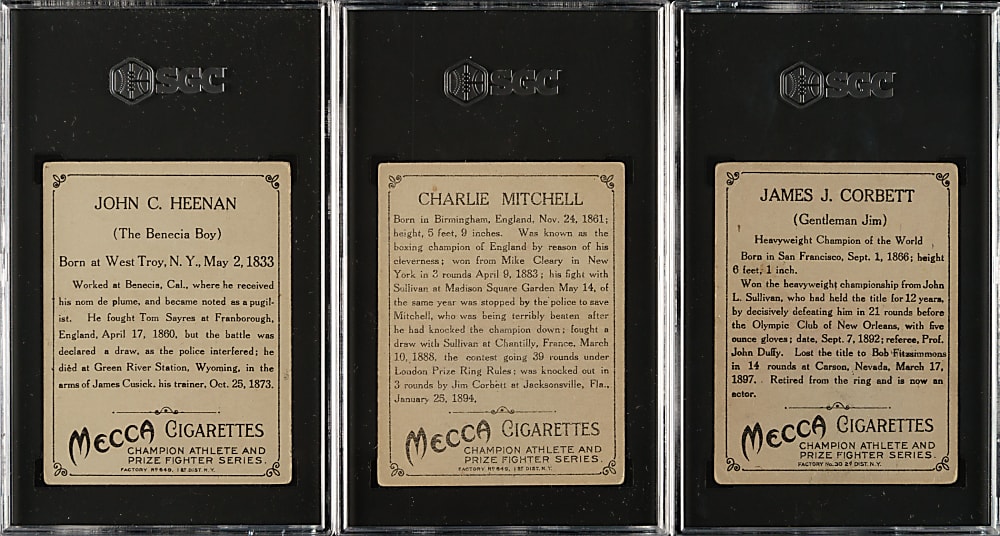 SGC
JOHN C. HEENAN
(The Benecia Boy)
Born at West Troy, N. Y., May 2, 1833
Worked at Benecia, Cal., where he received
his nom de plume, and became noted as a pugil-
ist. He fought Tom Sayres at Franborough,
England, April 17, 1860, but the battle was
declared a draw, as the police interfered; he
died at Green River Station, Wyoming, in the
arms of James Cusick, his trainer, Oct. 25, 1873.
MECCA CIGARETTES
CHAMPION ATHLETE AND
PRIZE FIGHTER SERIES.
FACTORY No 649, 1ST DIST. N.Y.
SGC
CHARLIE MITCHELL
Born in Birmingham, England, Nov. 24, 1861;
height, 5 feet, 9 inches. Was known as the
boxing champion of England by reason of his
cleverness; won from Mike Cleary in New
York in 3 rounds April 9, 1883; his fight with
Sullivan at Madison Square Garden May 14, of
the same year was stopped by the police to save
Mitchell, who was being terribly beaten after
he had knocked the champion down; fought a
draw with Sullivan at Chantilly, France, March
10, 1888, the contest going 39 rounds under
London Prize Ring Rules; was knocked out in
3 rounds by Jim Corbett at Jacksonville, Fla.,
January 25, 1894.
MECCA CIGARETTES
CHAMPION ATHLETE AND
PRIZE FIGHTER SERIES.
FACTORY No 649, 1ST DIST. N.Y.
SGC
JAMES J. CORBETT
(Gentleman Jim)
Heavyweight Champion of the World
Born in San Francisco, Sept. 1, 1866; height
6 feet, 1 inch.
Won the heavyweight championship from John
L. Sullivan, who had held the title for 12 years,
by decisively defeating him in 21 rounds before
the Olympic Club of New Orleans, with five
ounce gloves; date, Sept. 7, 1892; referee, Prof.
John Duffy. Lost the title to Bob Fitzsimmons
in 14 rounds at Carson, Nevada, March 17,
1897. Retired from the ring and is now an
actor.
MECCA CIGARETTES
CHAMPION ATHLETE AND
PRIZE FIGHTER SERIES.
FACTORY No. 30 2D DIST. N.Y.